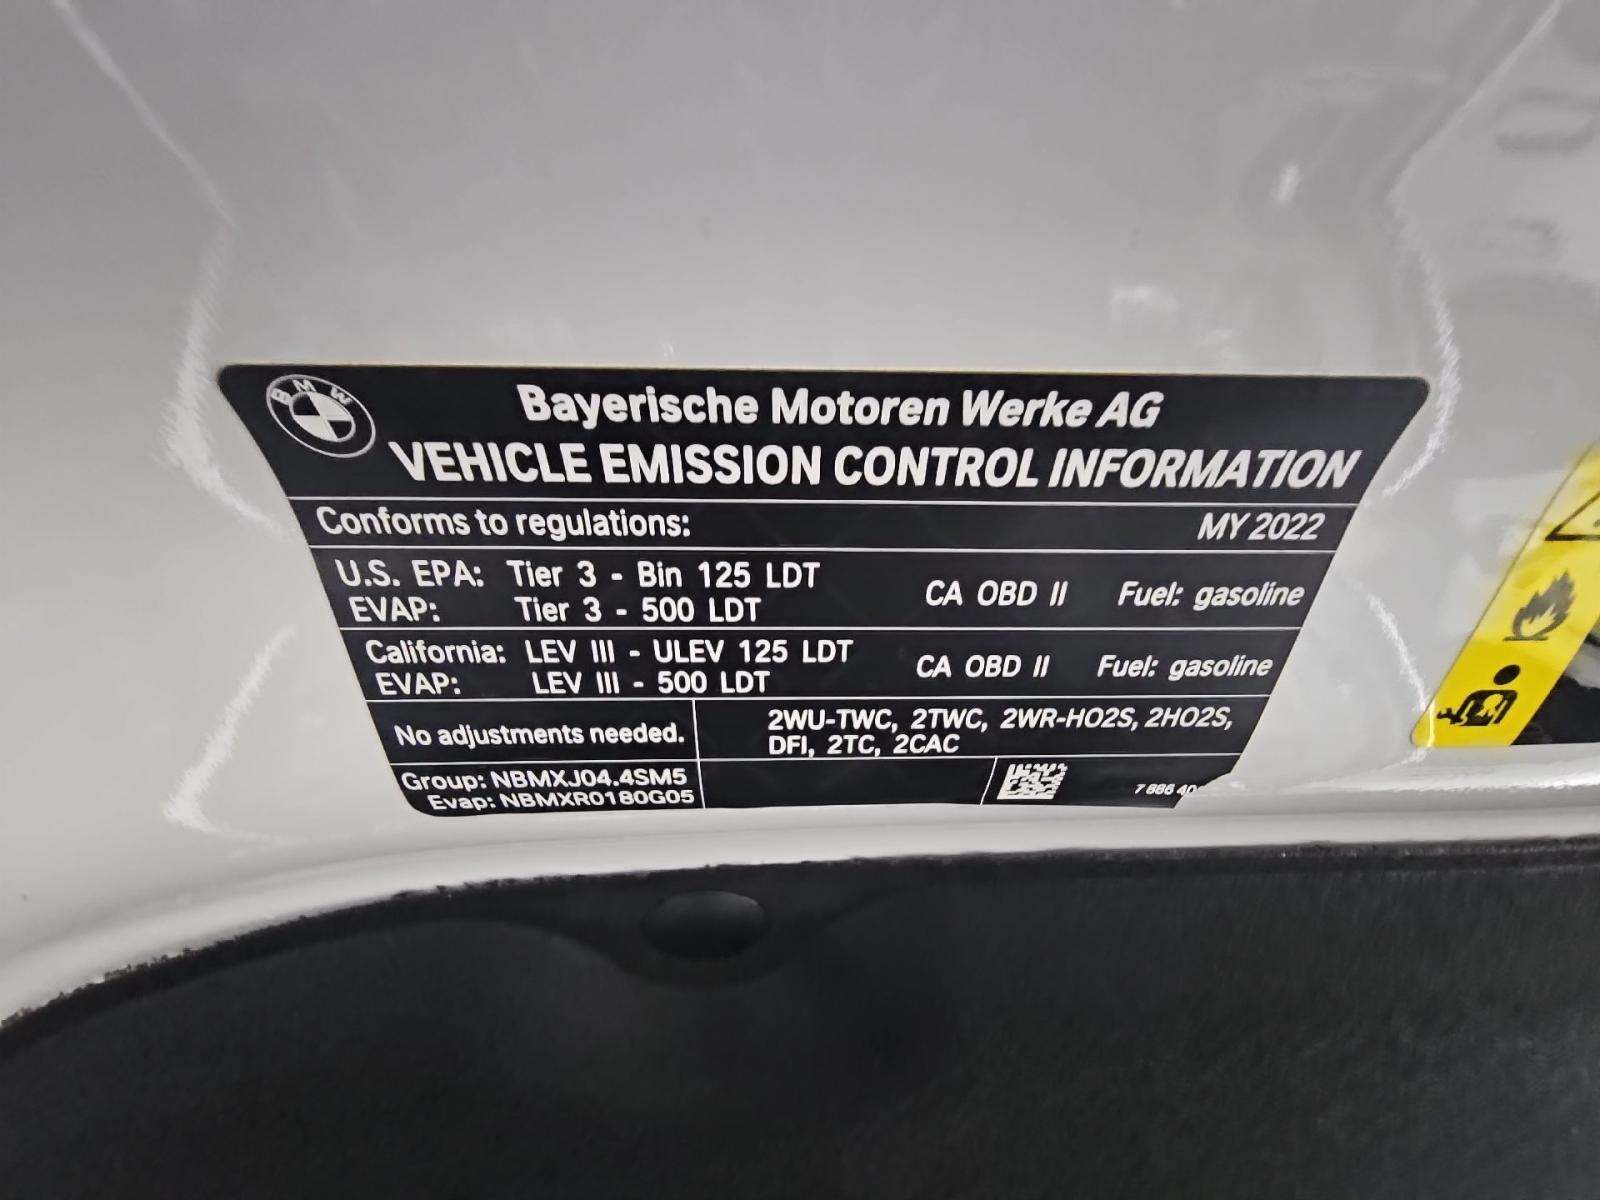 BMW
Bayerische Motoren Werke AG
VEHICLE EMISSION CONTROL INFORMATION
Conforms to regulations: MY 2022
U.S. EPA: Tier 3 - Bin 125 LDT CA OBD II Fuel: gasoline
EVAP: Tier 3 - 500 LDT
California: LEV III - ULEV 125 LDT CA OBD II Fuel: gasoline
EVAP: LEV III - 500 LDT
No adjustments needed. 2WU-TWC, 2TWC, 2WR-HO2S, 2HO2S,
DFI, 2TC, 2CAC
Group: NBMXJ04.4SM5
Evap: NBMXR0180G05
7 686